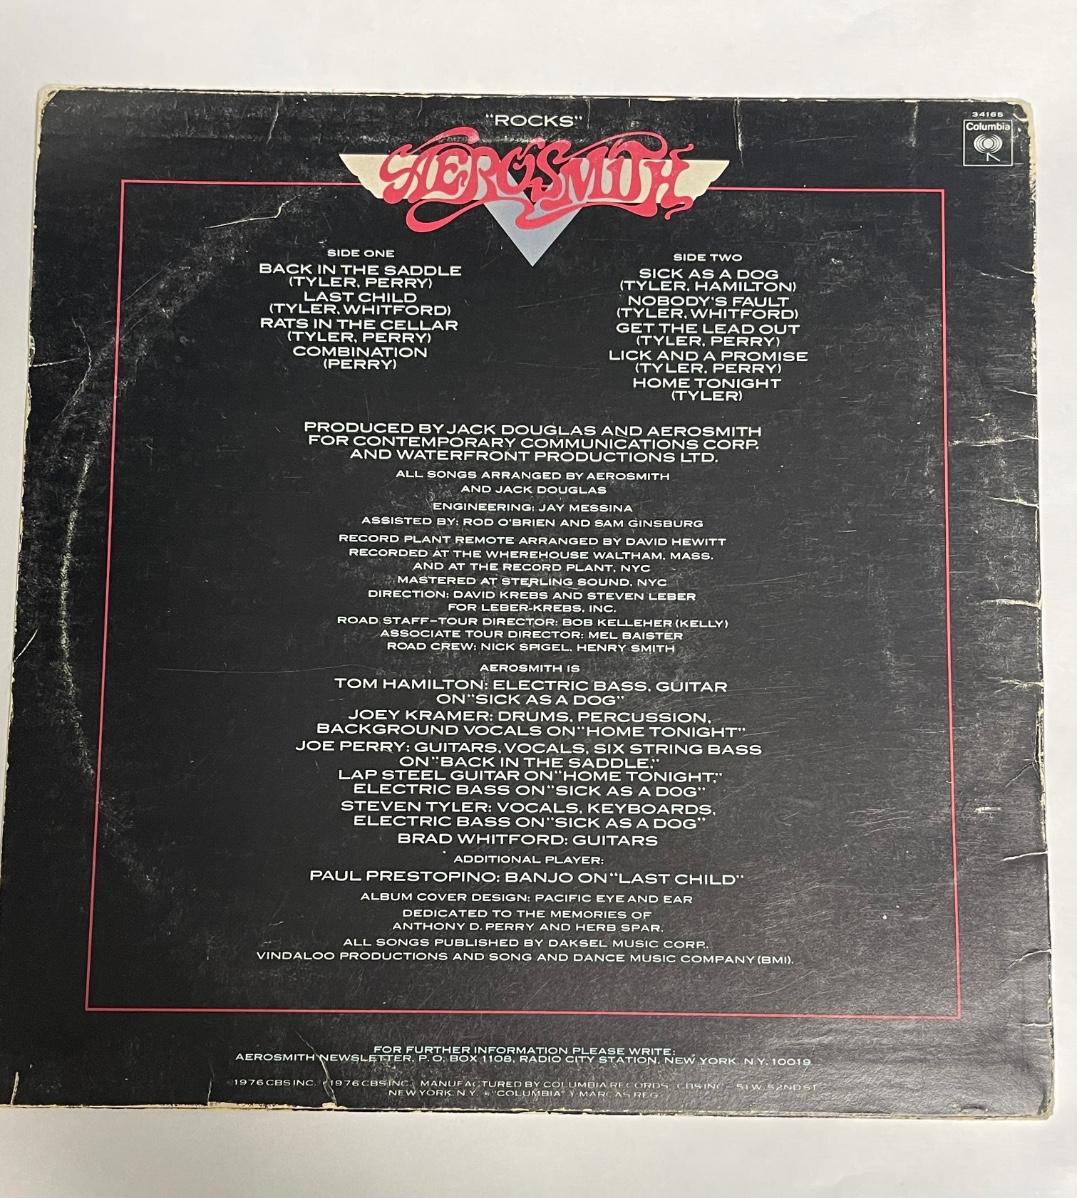 "ROCKS"
34165
Columbia
AEROSMITH
SIDE ONE
BACK IN THE SADDLE
(TYLER, PERRY)
LAST CHILD
(TYLER, WHITFORD)
RATS IN THE CELLAR
(TYLER, PERRY)
COMBINATION
(PERRY)
SIDE TWO
SICK AS A DOG
(TYLER, HAMILTON)
NOBODY'S FAULT
(TYLER, WHITFORD)
GET THE LEAD OUT
(TYLER, PERRY)
LICK AND A PROMISE
(TYLER, PERRY)
HOME TONIGHT
(TYLER)
PRODUCED BY JACK DOUGLAS AND AEROSMITH
FOR CONTEMPORARY COMMUNICATIONS CORP.
AND WATERFRONT PRODUCTIONS LTD.
ALL SONGS ARRANGED BY AEROSMITH
AND JACK DOUGLAS
ENGINEERING: JAY MESSINA
ASSISTED BY: ROD O'BRIEN AND SAM GINSBURG
RECORD PLANT REMOTE ARRANGED BY DAVID HEWITT
RECORDED AT THE WHEREHOUSE WALTHAM, MASS.
AND AT THE RECORD PLANT, NYC
MASTERED AT STERLING SOUND, NYC
DIRECTION: DAVID KREBS AND STEVEN LEBER
FOR LEBER-KREBS, INC.
ROAD STAFF-TOUR DIRECTOR: BOB KELLEHER (KELLY)
ASSOCIATE TOUR DIRECTOR: MEL BAISTER
ROAD CREW: NICK SPIGEL, HENRY SMITH
AEROSMITH IS
TOM HAMILTON: ELECTRIC BASS, GUITAR
ON "SICK AS A DOG"
JOEY KRAMER: DRUMS, PERCUSSION,
BACKGROUND VOCALS ON "HOME TONIGHT"
JOE PERRY: GUITARS, VOCALS, SIX STRING BASS
ON "BACK IN THE SADDLE,"
LAP STEEL GUITAR ON "HOME TONIGHT,"
ELECTRIC BASS ON "SICK AS A DOG"
STEVEN TYLER: VOCALS, KEYBOARDS,
ELECTRIC BASS ON "SICK AS A DOG"
BRAD WHITFORD: GUITARS
ADDITIONAL PLAYER:
PAUL PRESTOPINO: BANJO ON "LAST CHILD"
ALBUM COVER DESIGN: PACIFIC EYE AND EAR
DEDICATED TO THE MEMORIES OF
ANTHONY D. PERRY AND HERB SPAR.
ALL SONGS PUBLISHED BY DAKSEL MUSIC CORP.,
VINDALOO PRODUCTIONS AND SONG AND DANCE MUSIC COMPANY (BMI).
FOR FURTHER INFORMATION PLEASE WRITE:
AEROSMITH NEWSLETTER, P.O. BOX 1108, RADIO CITY STATION, NEW YORK, N.Y. 10019
1976 CBS INC. 1976 CBS INC. MANUFACTURED BY COLUMBIA RECORDS CBS INC. 51 W. 52ND ST.
NEW YORK, N.Y. "COLUMBIA" MARCAS REG.